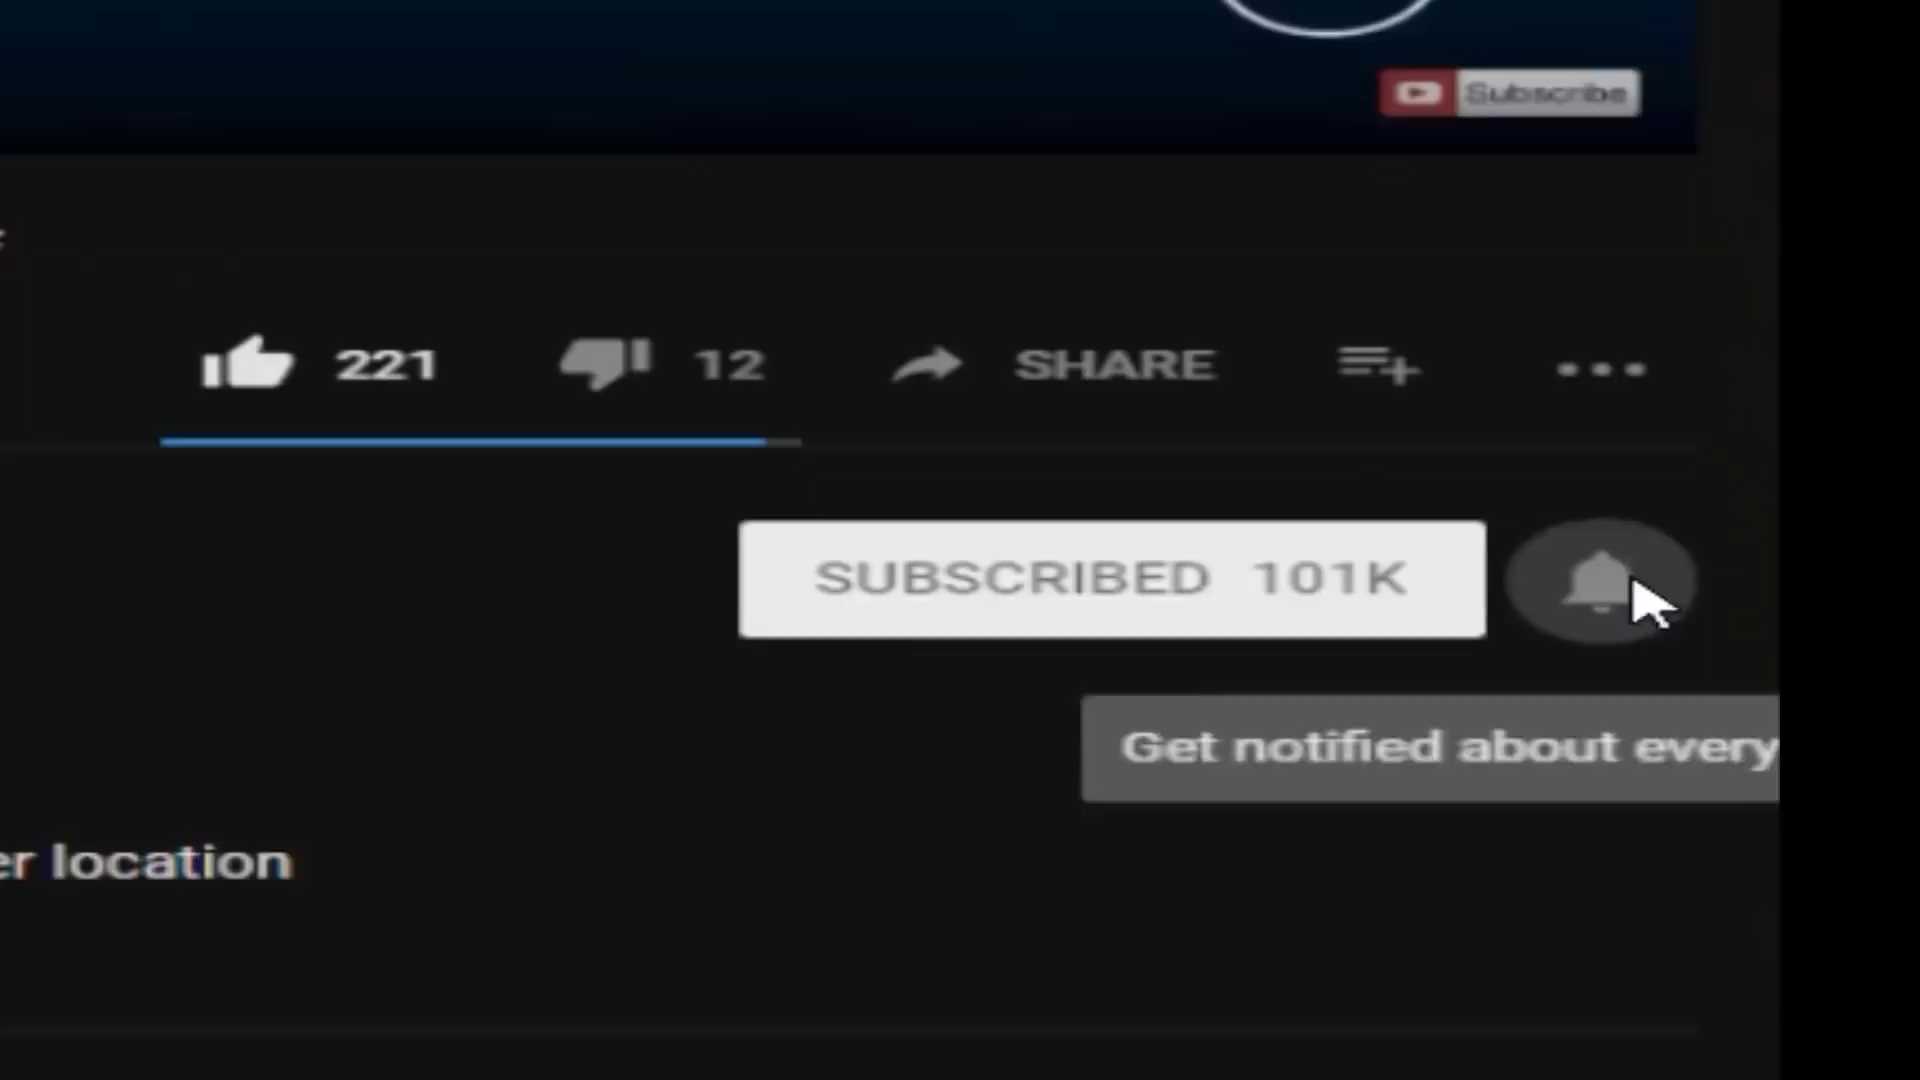 Subscribe
221 12 SHARE
SUBSCRIBED 101K
Get notified about every
er location